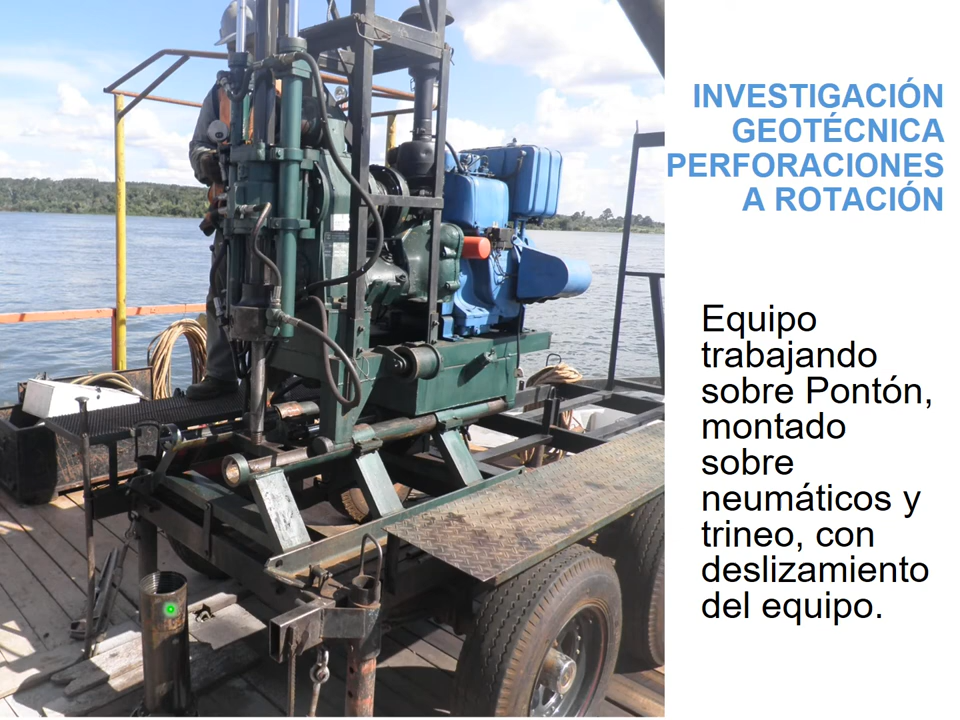 INVESTIGACIÓN
GEOTÉCNICA
PERFORACIONES
A ROTACIÓN
Equipo
trabajando
sobre Pontón,
montado
sobre
neumáticos y
trineo, con
deslizamiento
del equipo.